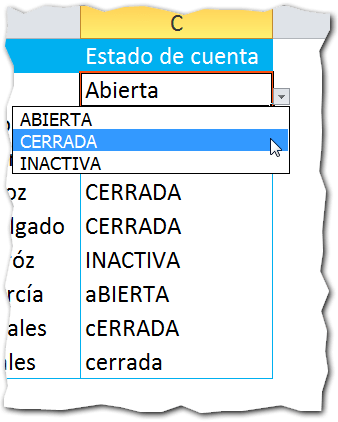 C
Estado de cuenta
Abierta
ABIERTA
CERRADA
INACTIVA
oz CERRADA
lgado CERRADA
róz INACTIVA
rcía aBIERTA
ales cERRADA
les cerrada